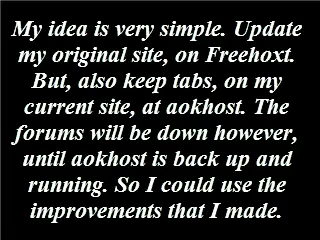 My idea is very simple. Update
my original site, on Freehoxt.
But, also keep tabs, on my
current site, at aokhost. The
forums will be down however,
until aokhost is back up and
running. So I could use the
improvements that I made.